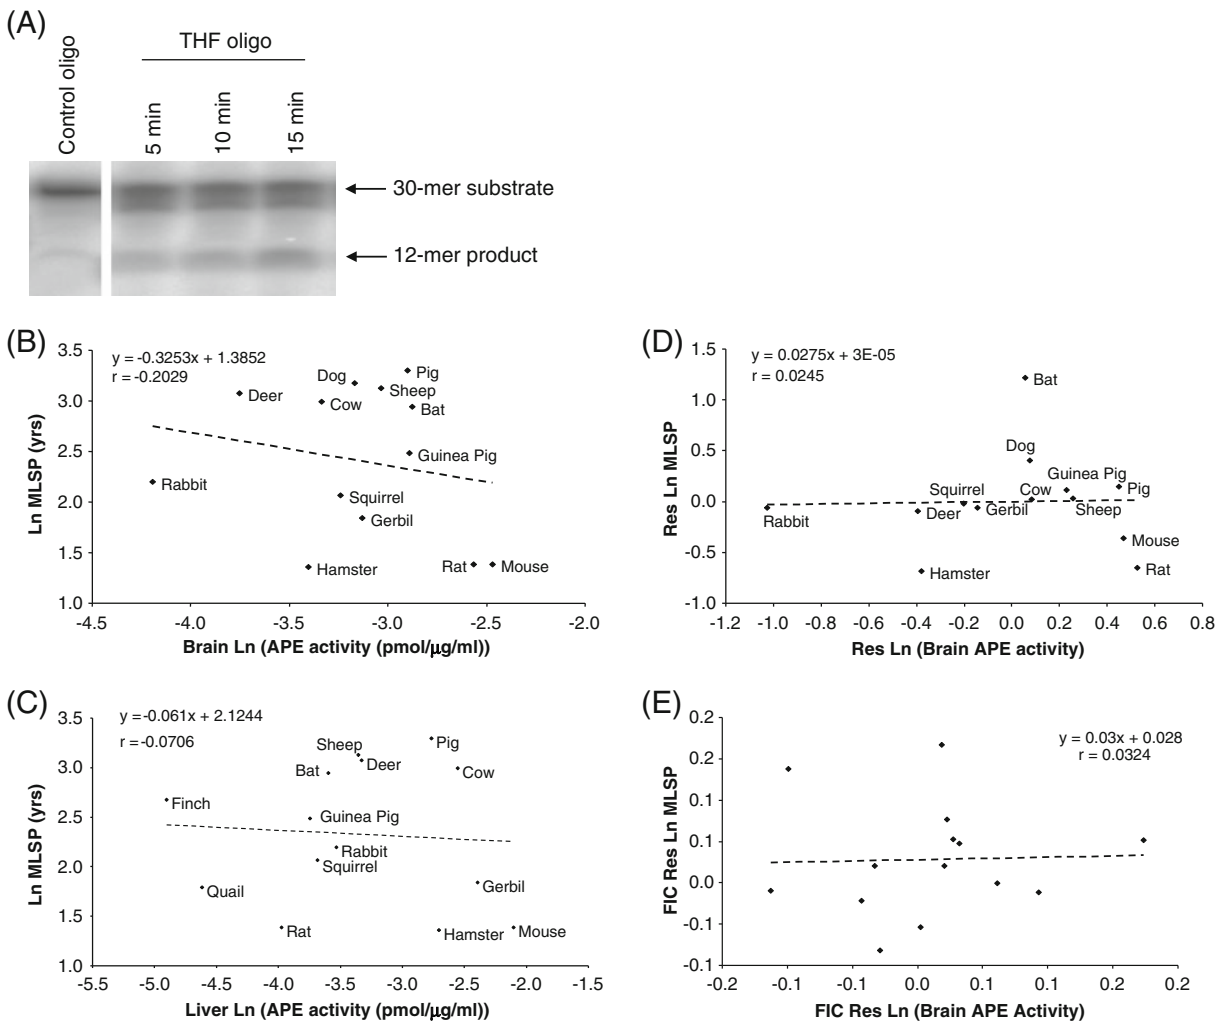 (A)
THF oligo
Control oligo
5 min
10 min
15 min
30-mer substrate
12-mer product
(B)
y = -0.3253x + 1.3852
r = -0.2029
Ln MLSP (yrs)
3.5
3.0
2.5
2.0
1.5
1.0
Deer
Dog
Cow
Pig
Sheep
Bat
Guinea Pig
Rabbit
Squirrel
Gerbil
Hamster
Rat
Mouse
-4.5
-4.0
-3.5
-3.0
-2.5
-2.0
Brain Ln (APE activity (pmol/μg/ml))
(D)
y = 0.0275x + 3E-05
r = 0.0245
Res Ln MLSP
1.5
1.0
0.5
0.0
-0.5
-1.0
Bat
Dog
Guinea Pig
Squirrel
Cow
Pig
Rabbit
Deer
Gerbil
Sheep
Mouse
Hamster
Rat
-1.2
-1.0
-0.8
-0.6
-0.4
-0.2
0.0
0.2
0.4
0.6
0.8
Res Ln (Brain APE activity)
(C)
y =-0.061x + 2.1244
r =-0.0706
Ln MLSP (yrs)
3.5
3.0
2.5
2.0
1.5
1.0
Sheep
Deer
Bat
Pig
Cow
Finch
Guinea Pig
Rabbit
Squirrel
Quail
Gerbil
Rat
Hamster
Mouse
-5.5
-5.0
-4.5
-4.0
-3.5
-3.0
-2.5
-2.0
-1.5
Liver Ln (APE activity (pmol/μg/ml))
(E)
y = 0.03x + 0.028
r = 0.0324
FIC Res Ln MLSP
0.2
0.2
0.1
0.1
0.0
-0.1
-0.1
-0.2
-0.1
-0.1
0.0
0.1
0.1
0.2
FIC Res Ln (Brain APE Activity)